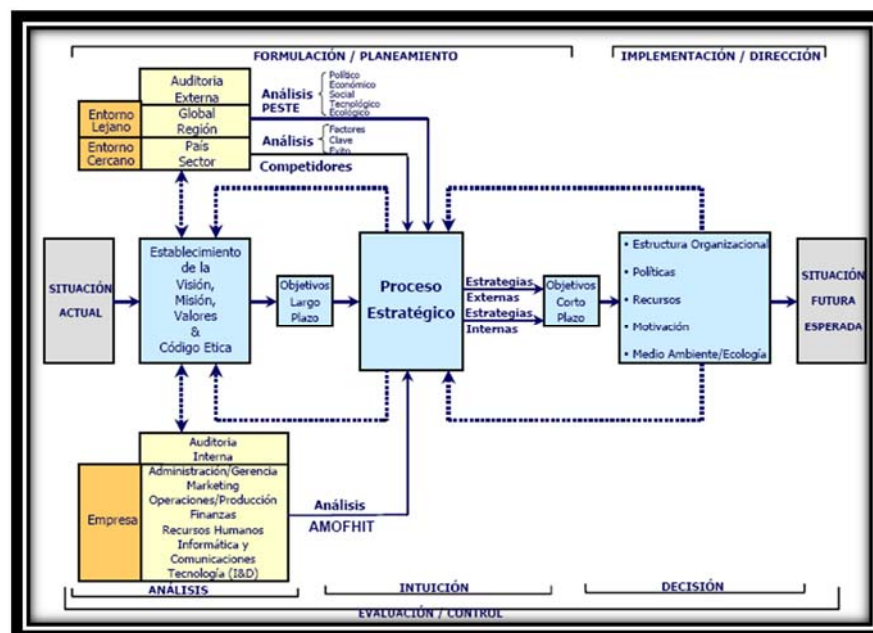 FORMULACIÓN / PLANEAMIENTO
IMPLEMENTACIÓN / DIRECCIÓN
Auditoria
Externa
Entorno
Lejano
Global
Región
Entorno
Cercano
País
Sector
Análisis
PESTE
Político
Económico
Social
Tecnológico
Ecológico
Análisis
Competidores
Factores
Clave
Exito
SITUACIÓN
ACTUAL
Establecimiento
de la
Visión,
Misión,
Valores
&
Código Etica
Objetivos
Largo
Plazo
Proceso
Estratégico
Estrategias
Externas
Estrategias
Internas
Objetivos
Corto
Plazo
• Estructura Organizacional
• Políticas
• Recursos
• Motivación
• Medio Ambiente/Ecología
SITUACIÓN
FUTURA
ESPERADA
Empresa
Auditoria
Interna
Administración/Gerencia
Marketing
Operaciones/Producción
Finanzas
Recursos Humanos
Informática y
Comunicaciones
Tecnología (I&D)
Análisis
AMOFHIT
ANÁLISIS
INTUICIÓN
DECISIÓN
EVALUACIÓN / CONTROL